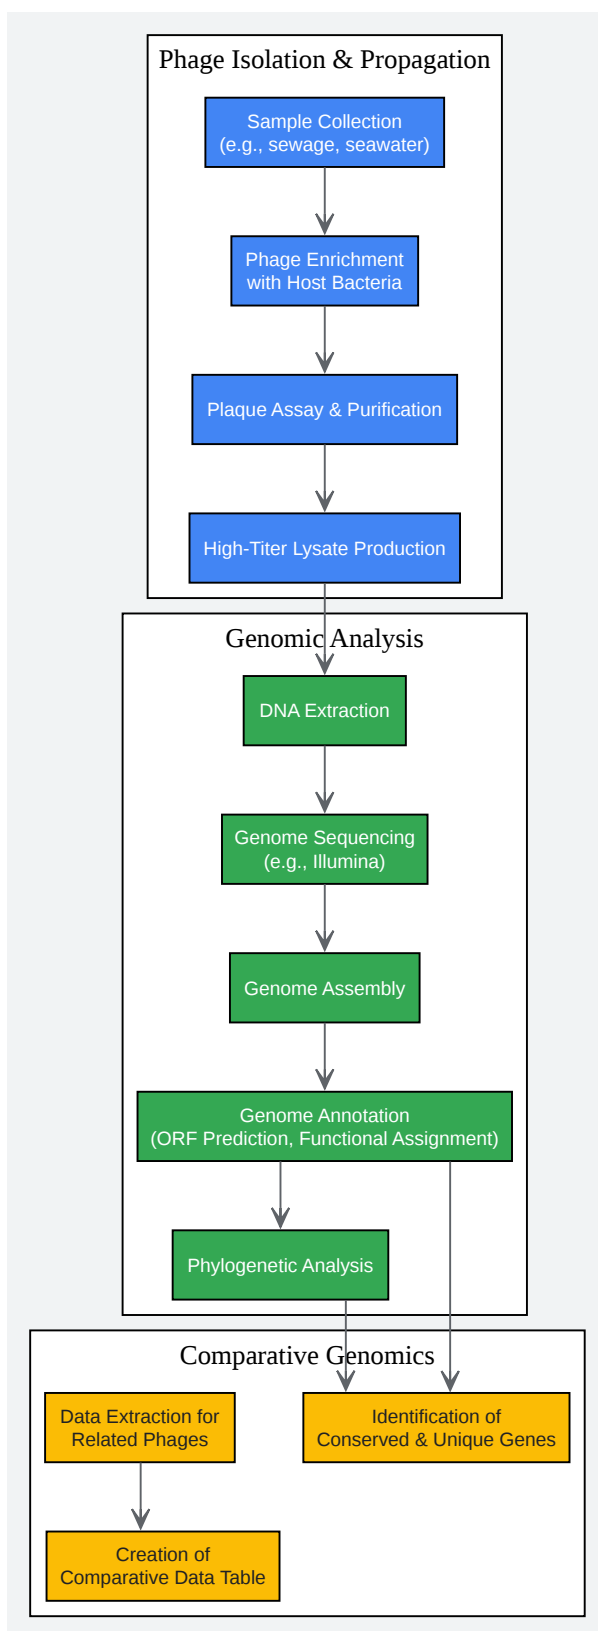 Phage Isolation & Propagation
Sample Collection
(e.g., sewage, seawater)
Phage Enrichment
with Host Bacteria
Plaque Assay & Purification
High-Titer Lysate Production
Genomic Analysis
DNA Extraction
Genome Sequencing
(e.g., Illumina)
Genome Assembly
Genome Annotation
(ORF Prediction, Functional Assignment)
Phylogenetic Analysis
Comparative Genomics
Data Extraction for
Related Phages
Identification of
Conserved & Unique Genes
Creation of
Comparative Data Table